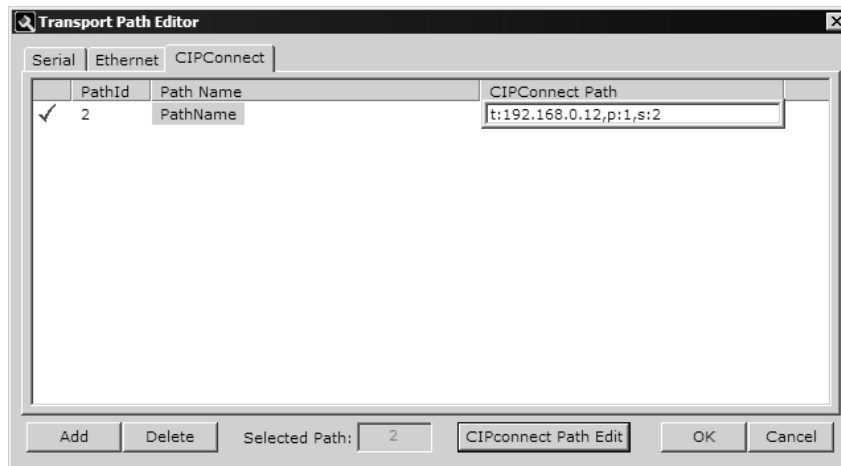 Transport Path Editor
Serial Ethernet CIPConnect
PathId Path Name CIPConnect Path
2 PathName t:192.168.0.12,p:1,s:2
Add Delete Selected Path: 2 CIPconnect Path Edit OK Cancel